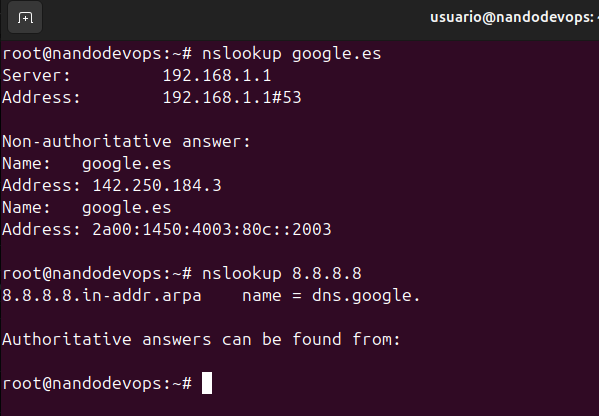 usuario@nandodevops:
root@nandodevops:~# nslookup google.es
Server:         192.168.1.1
Address:        192.168.1.1#53
Non-authoritative answer:
Name:   google.es
Address: 142.250.184.3
Name:   google.es
Address: 2a00:1450:4003:80c::2003
root@nandodevops:~# nslookup 8.8.8.8
8.8.8.8.in-addr.arpa    name = dns.google.
Authoritative answers can be found from:
root@nandodevops:~#